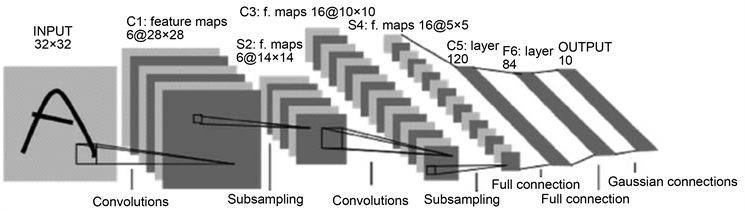 INPUT
32×32
C1: feature maps
6@28×28
C3: f. maps 16@10×10
S2: f. maps
6@14×14
S4: f. maps 16@5×5
C5: layer
120
F6: layer
84
OUTPUT
10
A
Convolutions
Subsampling
Convolutions
Subsampling
Full connection
Full connection
Gaussian connections